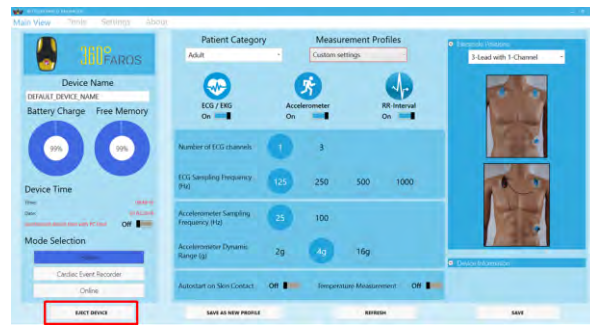 Main View Settings About
360° FAROS
Device Name
DEFAULT_DEVICE_NAME
Battery Charge Free Memory
99% 99%
Device Time
Time:
Date:
Off
Mode Selection
Cardiac Event Recorder
Online
EJECT DEVICE
Patient Category Measurement Profiles
Adult Custom settings
ECG / EKG Accelerometer RR-Interval
On On On
Number of ECG channels 1 3
ECG Sampling Frequency (Hz) 125 250 500 1000
Accelerometer Sampling Frequency (Hz) 25 100
Accelerometer Dynamic Range (g) 2g 4g 16g
Autostart on Skin Contact Off Temperature Measurement Off
SAVE AS NEW PROFILE REFRESH SAVE
Electrode Positions
3-Lead with 1-Channel
Device Information